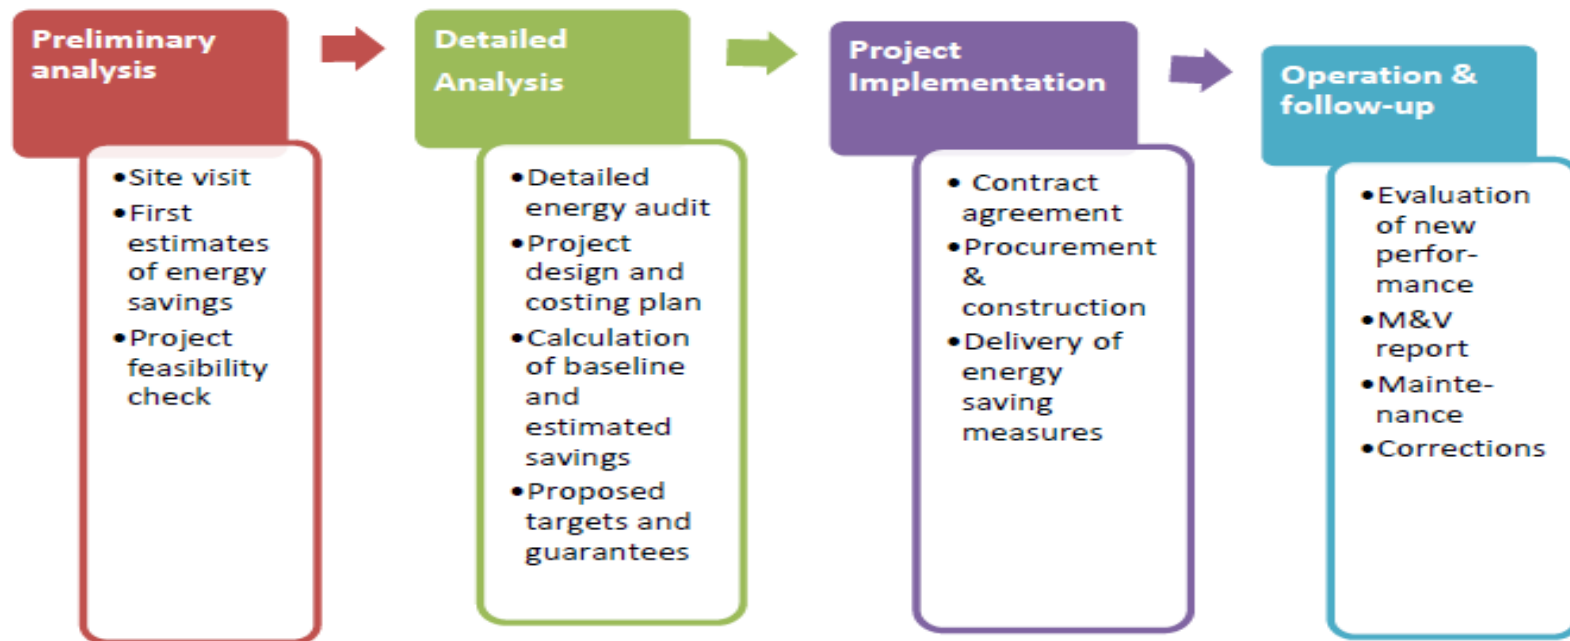 Preliminary
analysis
•Site visit
•First
estimates
of energy
savings
•Project
feasibility
check
Detailed
Analysis
•Detailed
energy audit
•Project
design and
costing plan
•Calculation
of baseline
and
estimated
savings
•Proposed
targets and
guarantees
Project
Implementation
• Contract
agreement
•Procurement
&
construction
•Delivery of
energy
saving
measures
Operation &
follow-up
•Evaluation
of new
perfor-
mance
•M&V
report
•Mainte-
nance
•Corrections